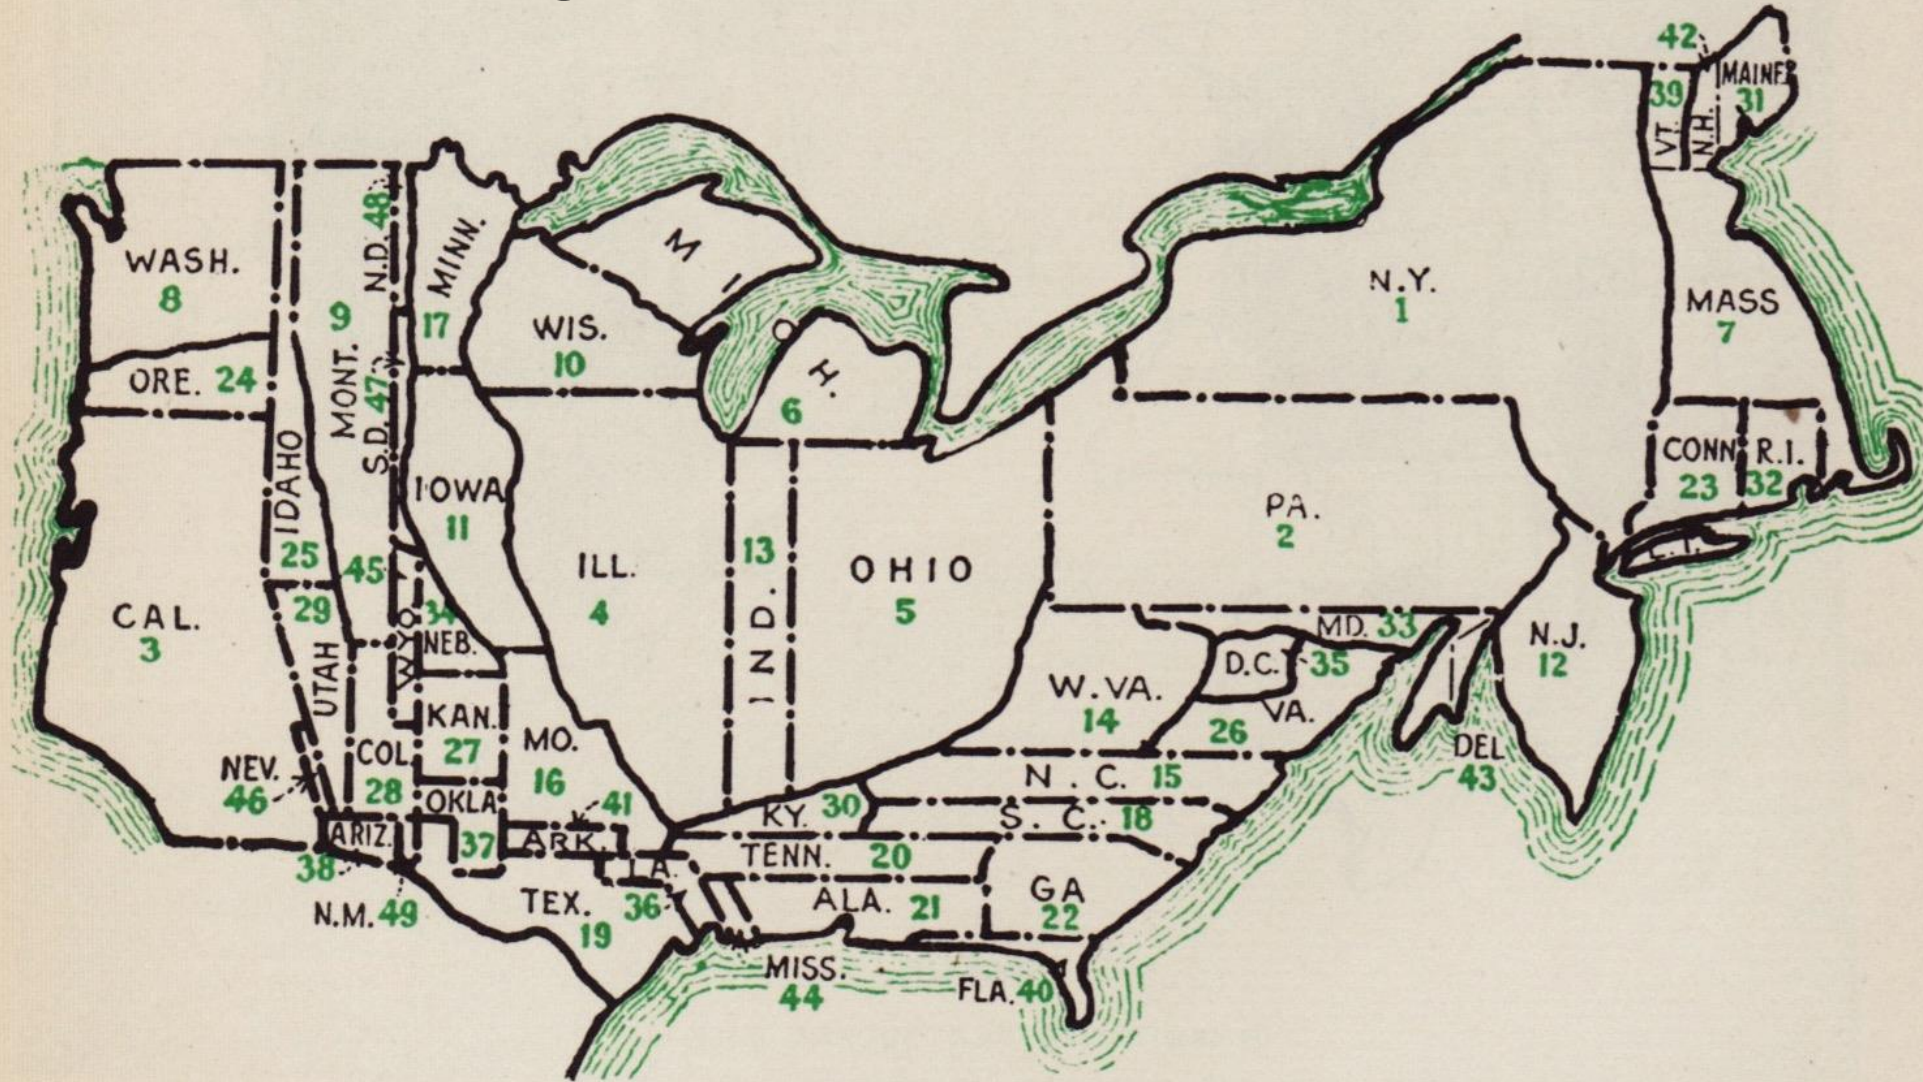 42
MAINE
39
31
VT.
N.H.
WASH.
8
ORE. 24
CAL.
3
IDAHO
25
MONT.
9
N.D. 48
S.D. 47
45
WYO
MINN.
17
WIS.
10
MICH.
6
IOWA
11
ILL.
4
13
IND.
OHIO
5
N.Y.
1
PA.
2
MASS
7
CONN
23
R.I.
32
L.I.
N.J.
12
29
UTAH
NEV.
46
COL
28
34
NEB.
KAN.
27
OKLA
37
MO.
16
41
ARK.
ARIZ.
38
N.M. 49
TEX.
19
LA.
36
KY. 30
TENN. 20
ALA. 21
MISS.
44
GA
22
FLA. 40
S. C. 18
N. C. 15
W.VA.
14
D.C.
35
VA.
26
MD. 33
DEL
43